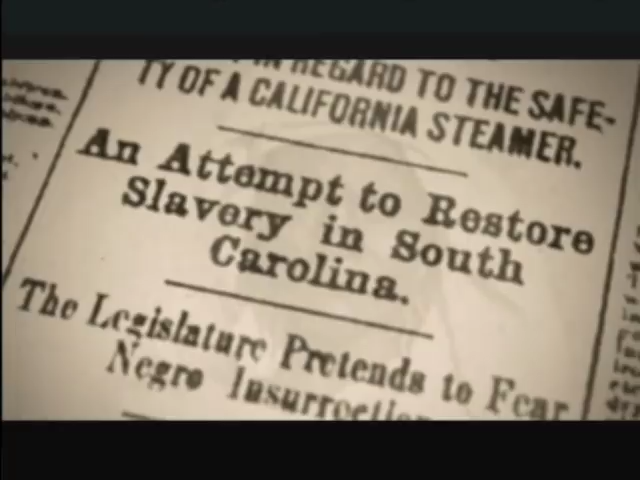 IN REGARD TO THE SAFE-
TY OF A CALIFORNIA STEAMER.
An Attempt to Restore
Slavery in South
Carolina.
The Legislature Pretends to Fear
Negro